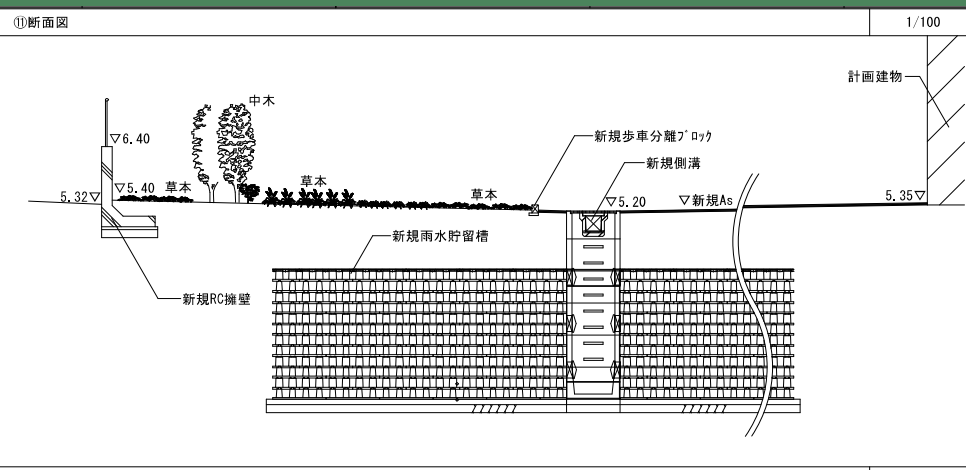 ⑪断面図
1/100
計画建物
中木
▽6.40
新規歩車分離ブロック
新規側溝
▽5.40
草本
草本
草本
5.32▽
▽5.20
▽新規As
5.35▽
新規雨水貯留槽
新規RC擁壁